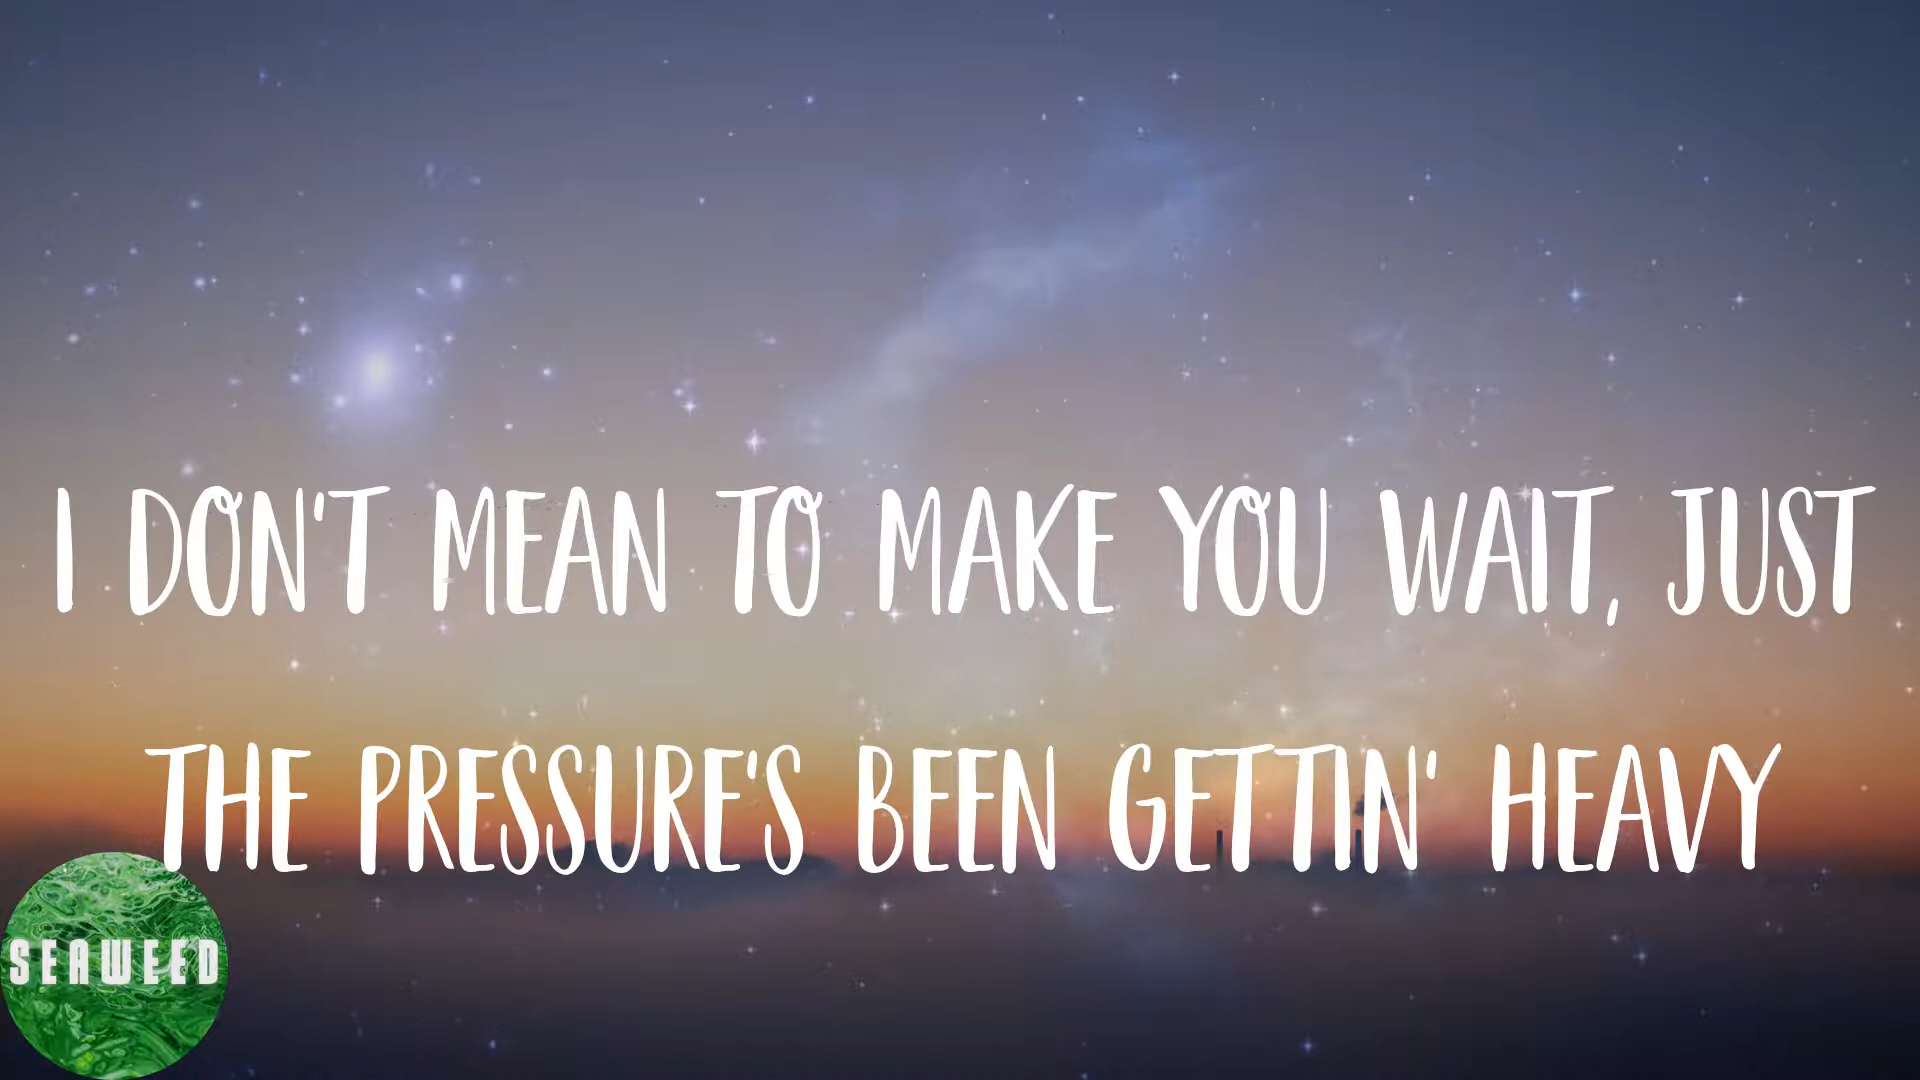 I DON'T MEAN TO MAKE YOU WAIT, JUST
THE PRESSURE'S BEEN GETTIN' HEAVY
SEAWEED